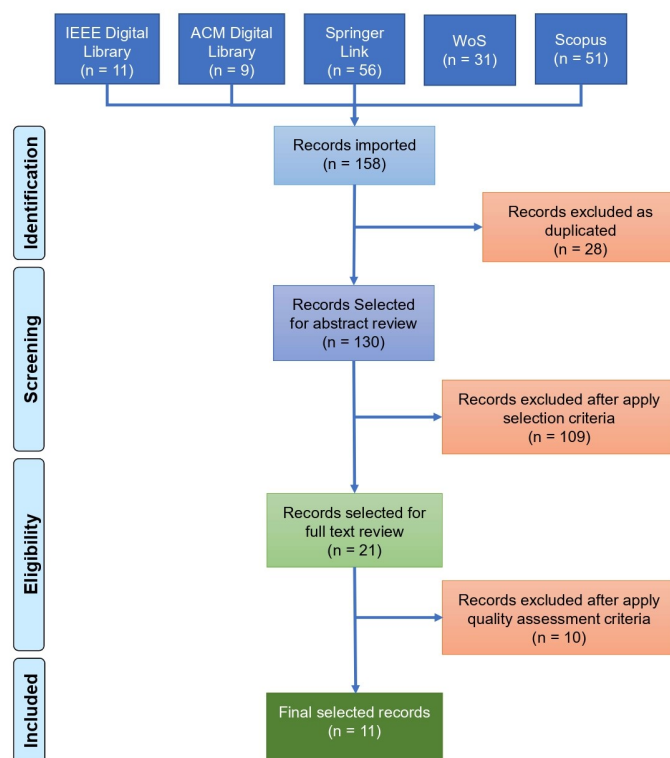 IEEE Digital
Library
(n = 11)
ACM Digital
Library
(n = 9)
Springer
Link
(n = 56)
WoS
(n = 31)
Scopus
(n = 51)
Identification
Records imported
(n = 158)
Records excluded as
duplicated
(n = 28)
Screening
Records Selected
for abstract review
(n = 130)
Records excluded after apply
selection criteria
(n = 109)
Eligibility
Records selected for
full text review
(n = 21)
Records excluded after apply
quality assessment criteria
(n = 10)
Included
Final selected records
(n = 11)